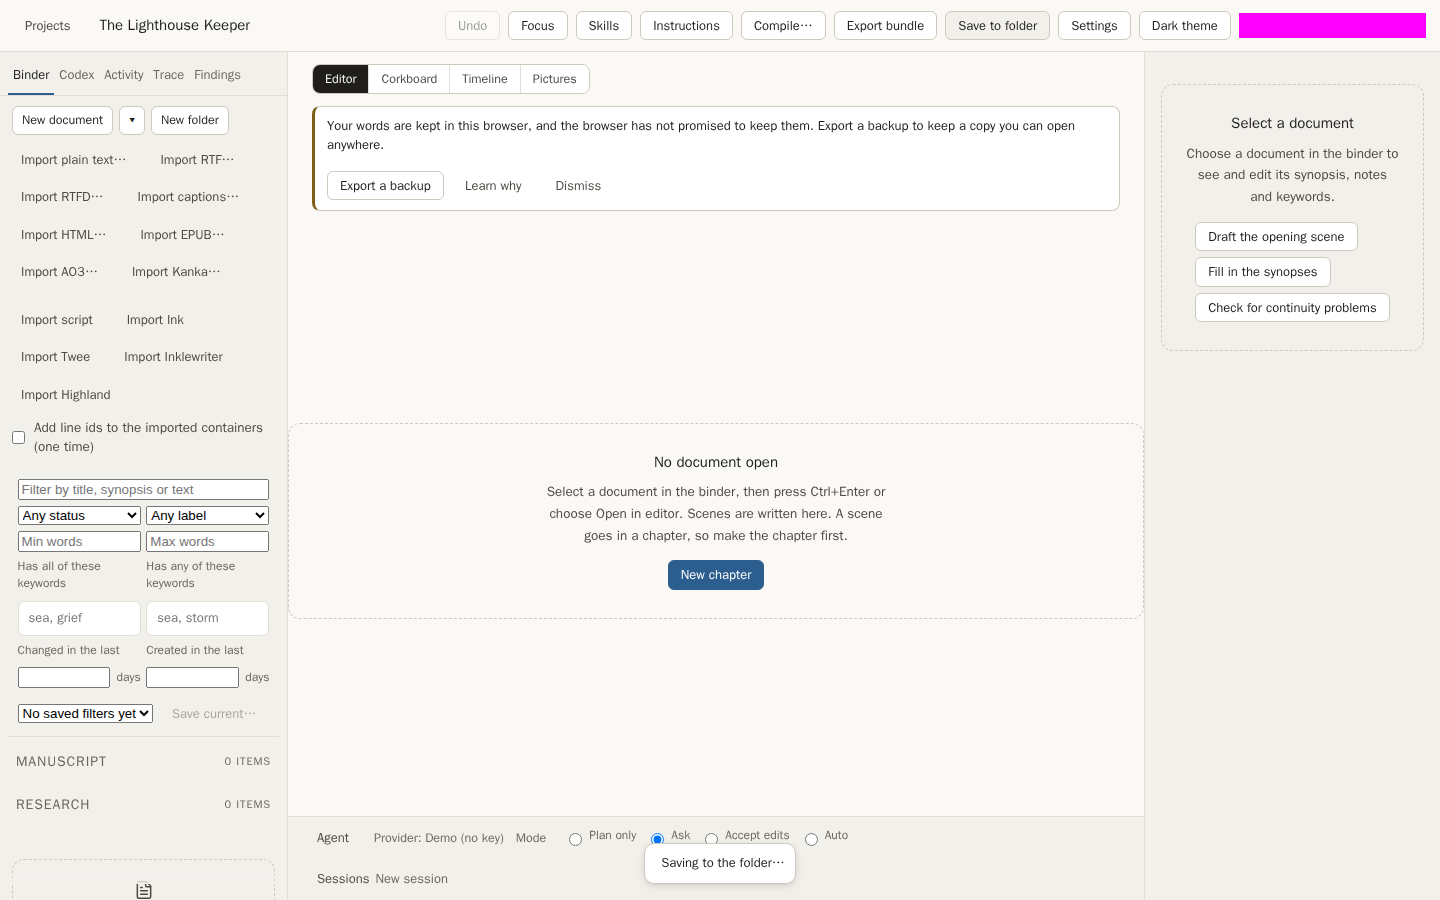 Projects
The Lighthouse Keeper
Undo
Focus
Skills
Instructions
Compile⋯
Export bundle
Save to folder
Settings
Dark theme
Binder
Codex
Activity
Trace
Findings
New document
New folder
Import plain text⋯
Import RTF⋯
Import RTFD⋯
Import captions⋯
Import HTML⋯
Import EPUB⋯
Import AO3⋯
Import Kanka⋯
Import script
Import Ink
Import Twee
Import Inklewriter
Import Highland
Add line ids to the imported containers
(one time)
Filter by title, synopsis or text
Any status
Any label
Min words
Max words
Has all of these
keywords
Has any of these
keywords
sea, grief
sea, storm
Changed in the last
Created in the last
days
days
No saved filters yet
Save current⋯
MANUSCRIPT
0 ITEMS
RESEARCH
0 ITEMS
Editor
Corkboard
Timeline
Pictures
Your words are kept in this browser, and the browser has not promised to keep them. Export a backup to keep a copy you can open
anywhere.
Export a backup
Learn why
Dismiss
No document open
Select a document in the binder, then press Ctrl+Enter or
choose Open in editor. Scenes are written here. A scene
goes in a chapter, so make the chapter first.
New chapter
Agent
Provider: Demo (no key)
Mode
Plan only
Ask
Accept edits
Auto
Saving to the folder⋯
Sessions
New session
Select a document
Choose a document in the binder to
see and edit its synopsis, notes
and keywords.
Draft the opening scene
Fill in the synopses
Check for continuity problems